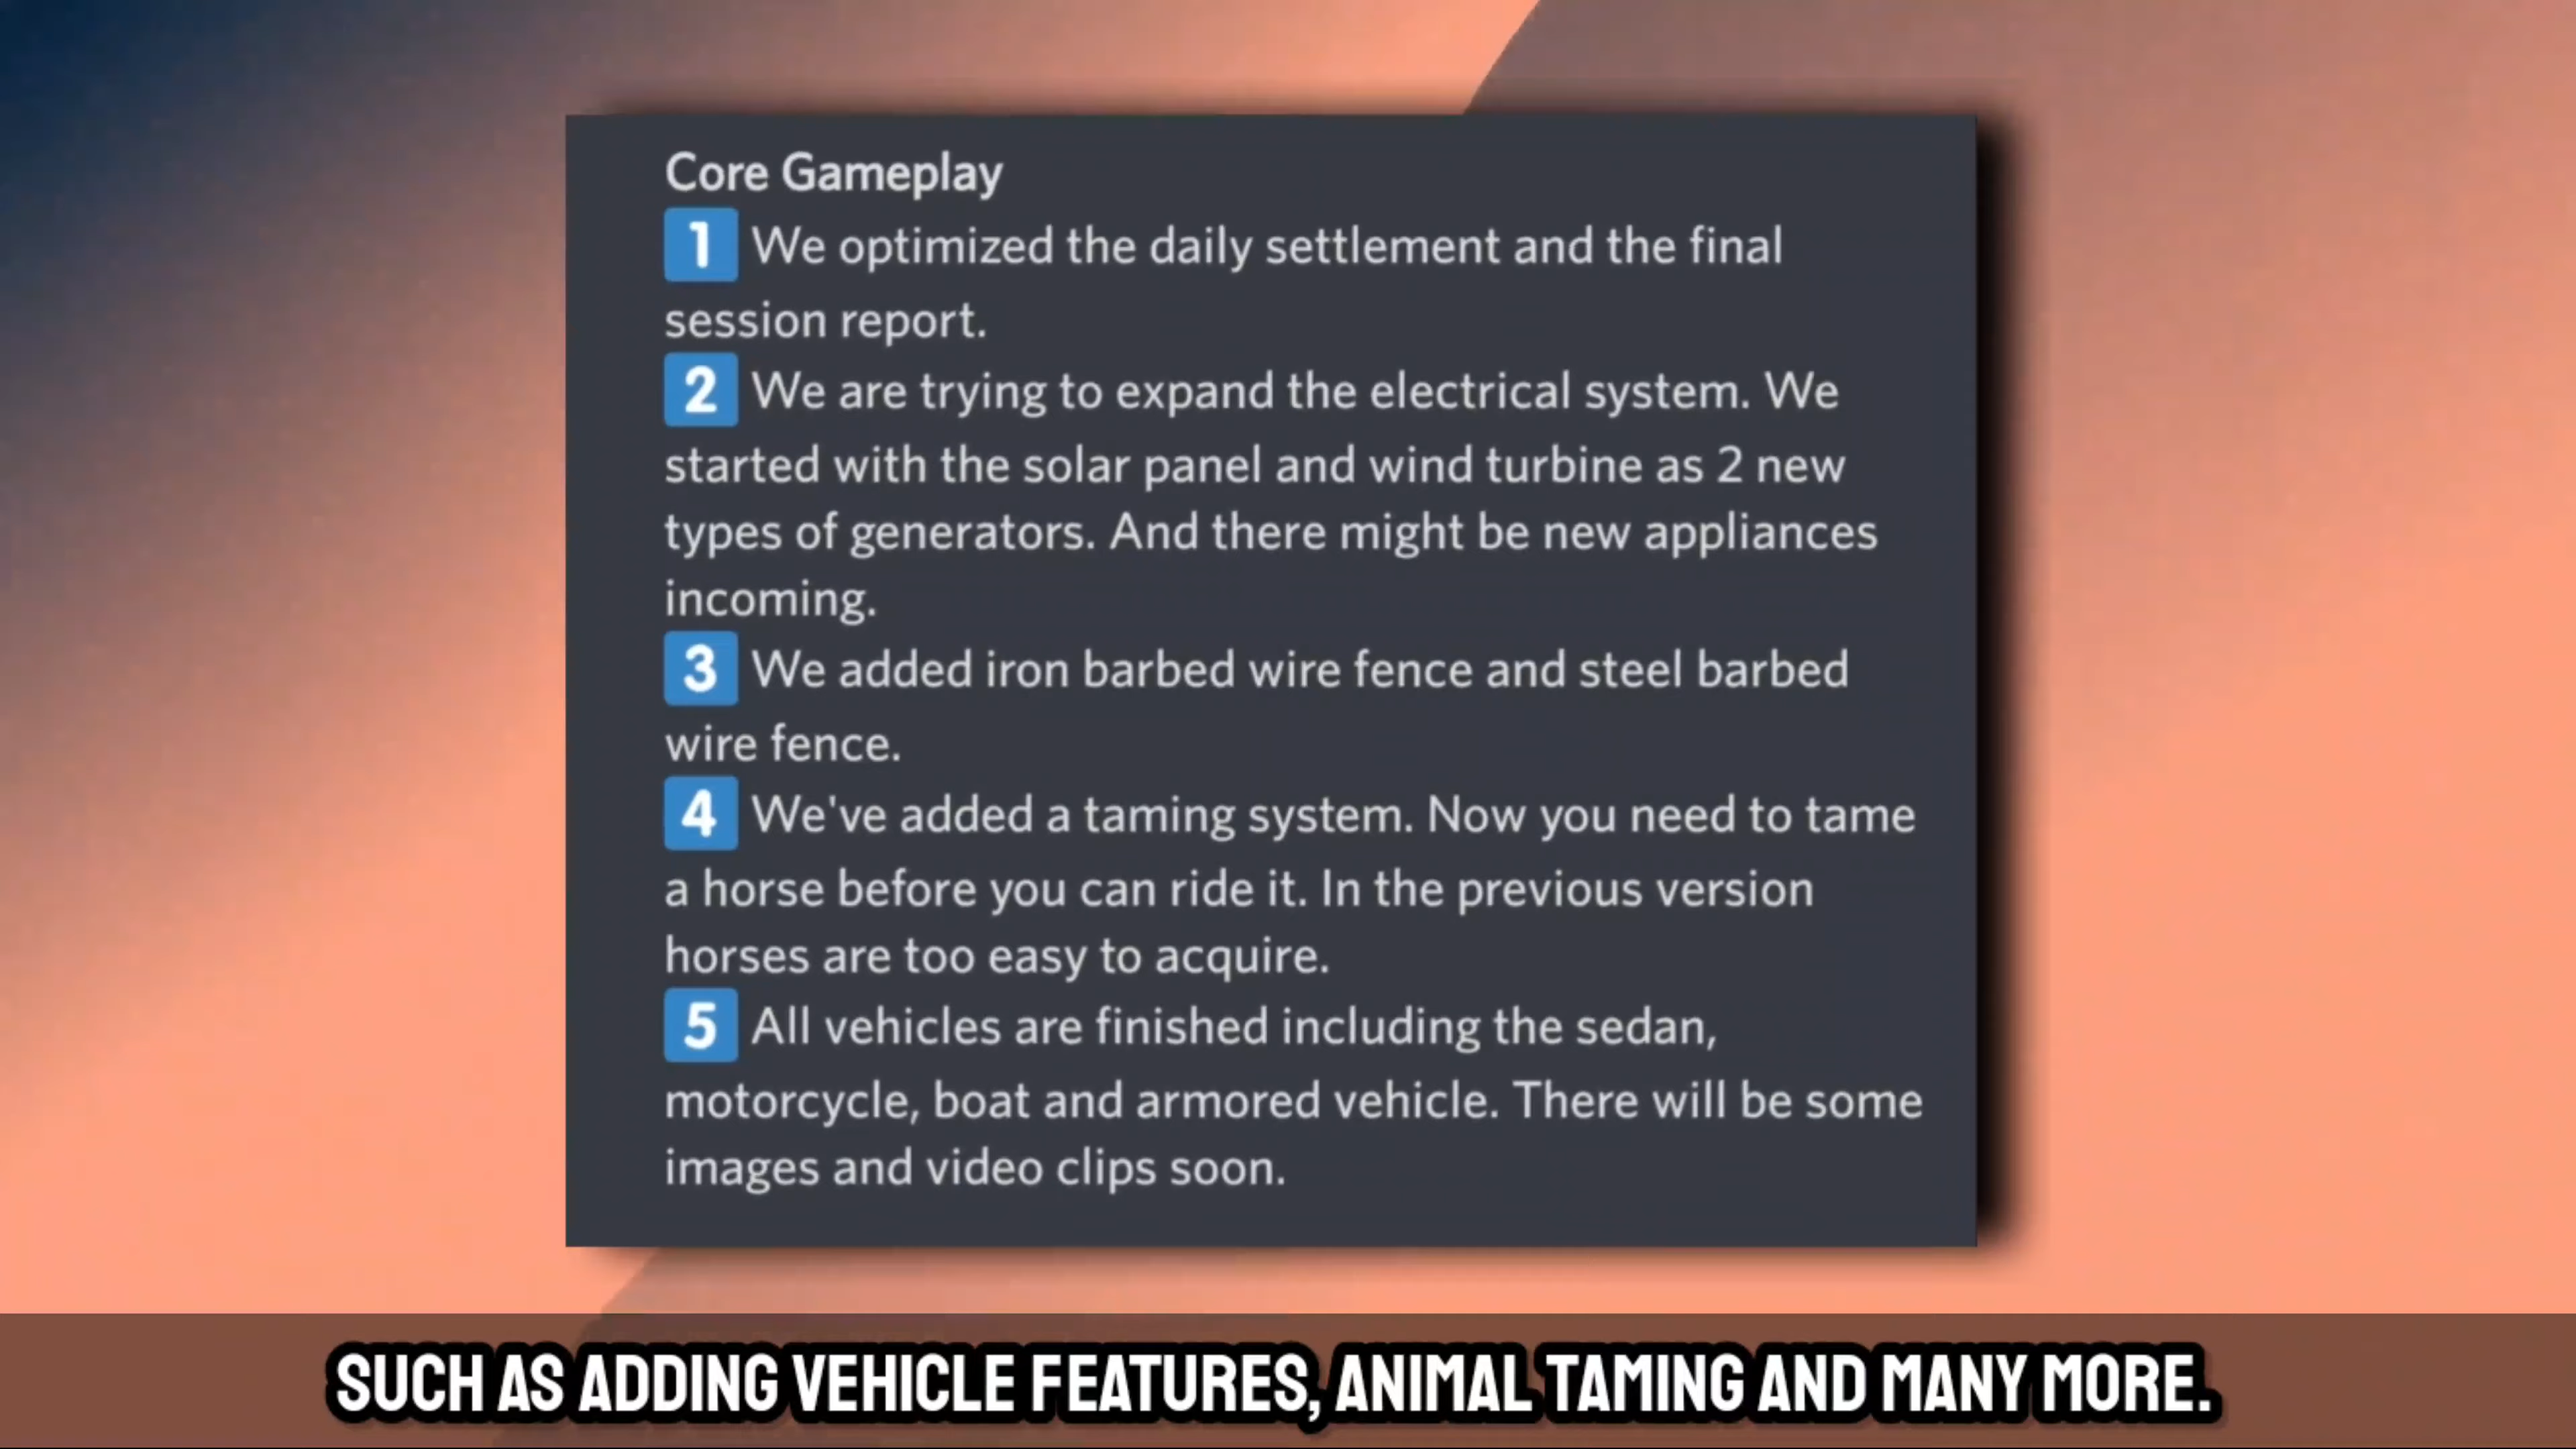 Core Gameplay
1 We optimized the daily settlement and the final
session report.
2 We are trying to expand the electrical system. We
started with the solar panel and wind turbine as 2 new
types of generators. And there might be new appliances
incoming.
3 We added iron barbed wire fence and steel barbed
wire fence.
4 We've added a taming system. Now you need to tame
a horse before you can ride it. In the previous version
horses are too easy to acquire.
5 All vehicles are finished including the sedan,
motorcycle, boat and armored vehicle. There will be some
images and video clips soon.
SUCH AS ADDING VEHICLE FEATURES, ANIMAL TAMING AND MANY MORE.